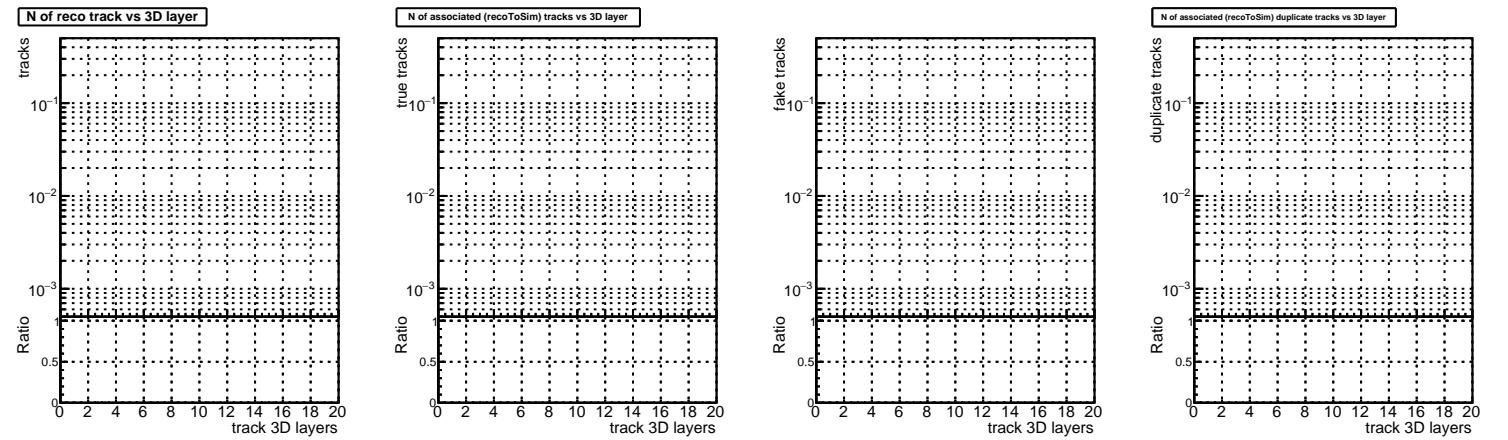 N of reco track vs 3D layer
tracks
10⁻¹
10⁻²
10⁻³
Ratio
1
0.5
0
0 2 4 6 8 10 12 14 16 18 20
track 3D layers
N of associated (recoToSim) tracks vs 3D layer
true tracks
10⁻¹
10⁻²
10⁻³
Ratio
1
0.5
0
0 2 4 6 8 10 12 14 16 18 20
track 3D layers
fake tracks
10⁻¹
10⁻²
10⁻³
Ratio
1
0.5
0
0 2 4 6 8 10 12 14 16 18 20
track 3D layers
N of associated (recoToSim) duplicate tracks vs 3D layer
duplicate tracks
10⁻¹
10⁻²
10⁻³
Ratio
1
0.5
0
0 2 4 6 8 10 12 14 16 18 20
track 3D layers